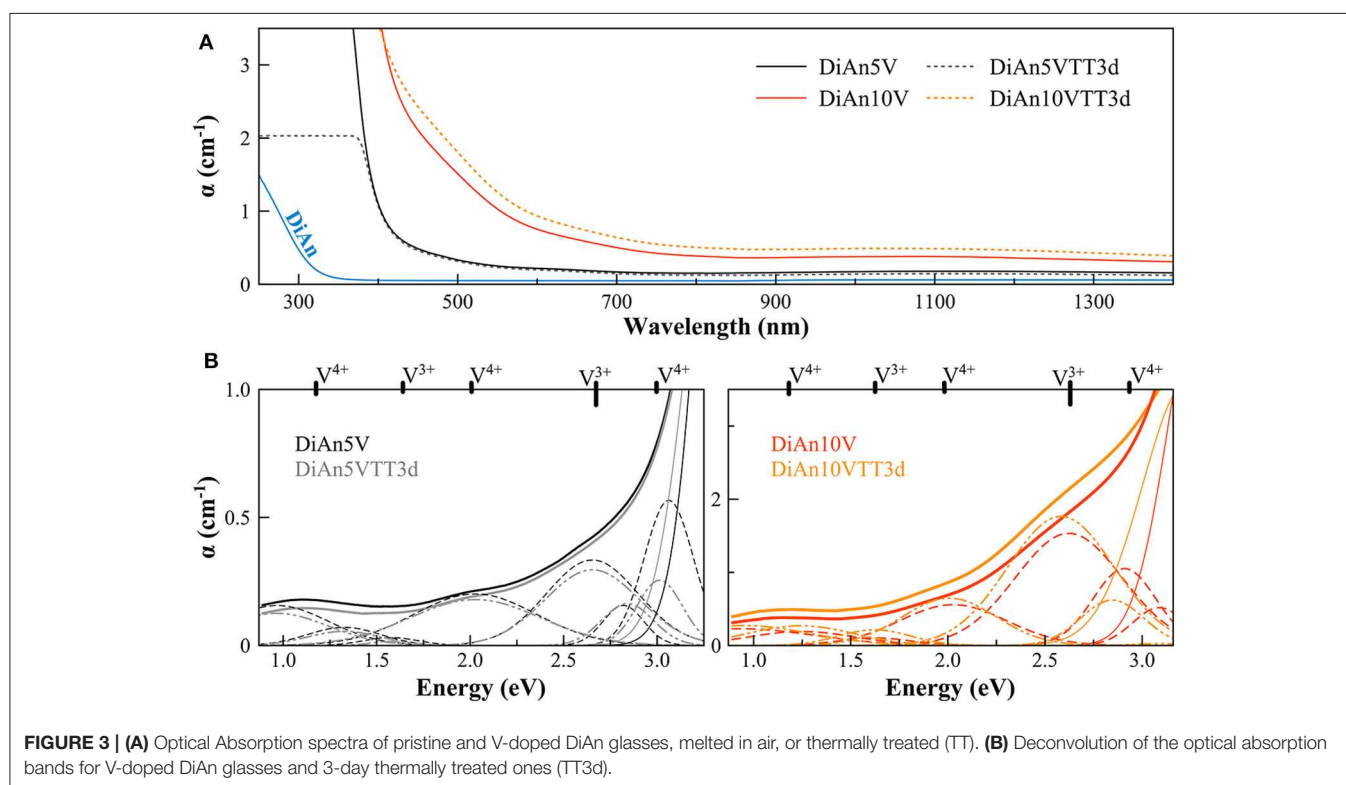 A
α (cm⁻¹)
3
2
1
0
DiAn
DiAn5V
DiAn5VTT3d
DiAn10V
DiAn10VTT3d
300 500 700 900 1100 1300
Wavelength (nm)
B
V⁴⁺ V³⁺ V⁴⁺ V³⁺ V⁴⁺
V⁴⁺ V³⁺ V⁴⁺ V³⁺ V⁴⁺
α (cm⁻¹)
1.0
0.5
0
DiAn5V
DiAn5VTT3d
1.0 1.5 2.0 2.5 3.0
Energy (eV)
2
DiAn10V
DiAn10VTT3d
1.0 1.5 2.0 2.5 3.0
Energy (eV)
FIGURE 3 | (A) Optical Absorption spectra of pristine and V-doped DiAn glasses, melted in air, or thermally treated (TT). (B) Deconvolution of the optical absorption
bands for V-doped DiAn glasses and 3-day thermally treated ones (TT3d).